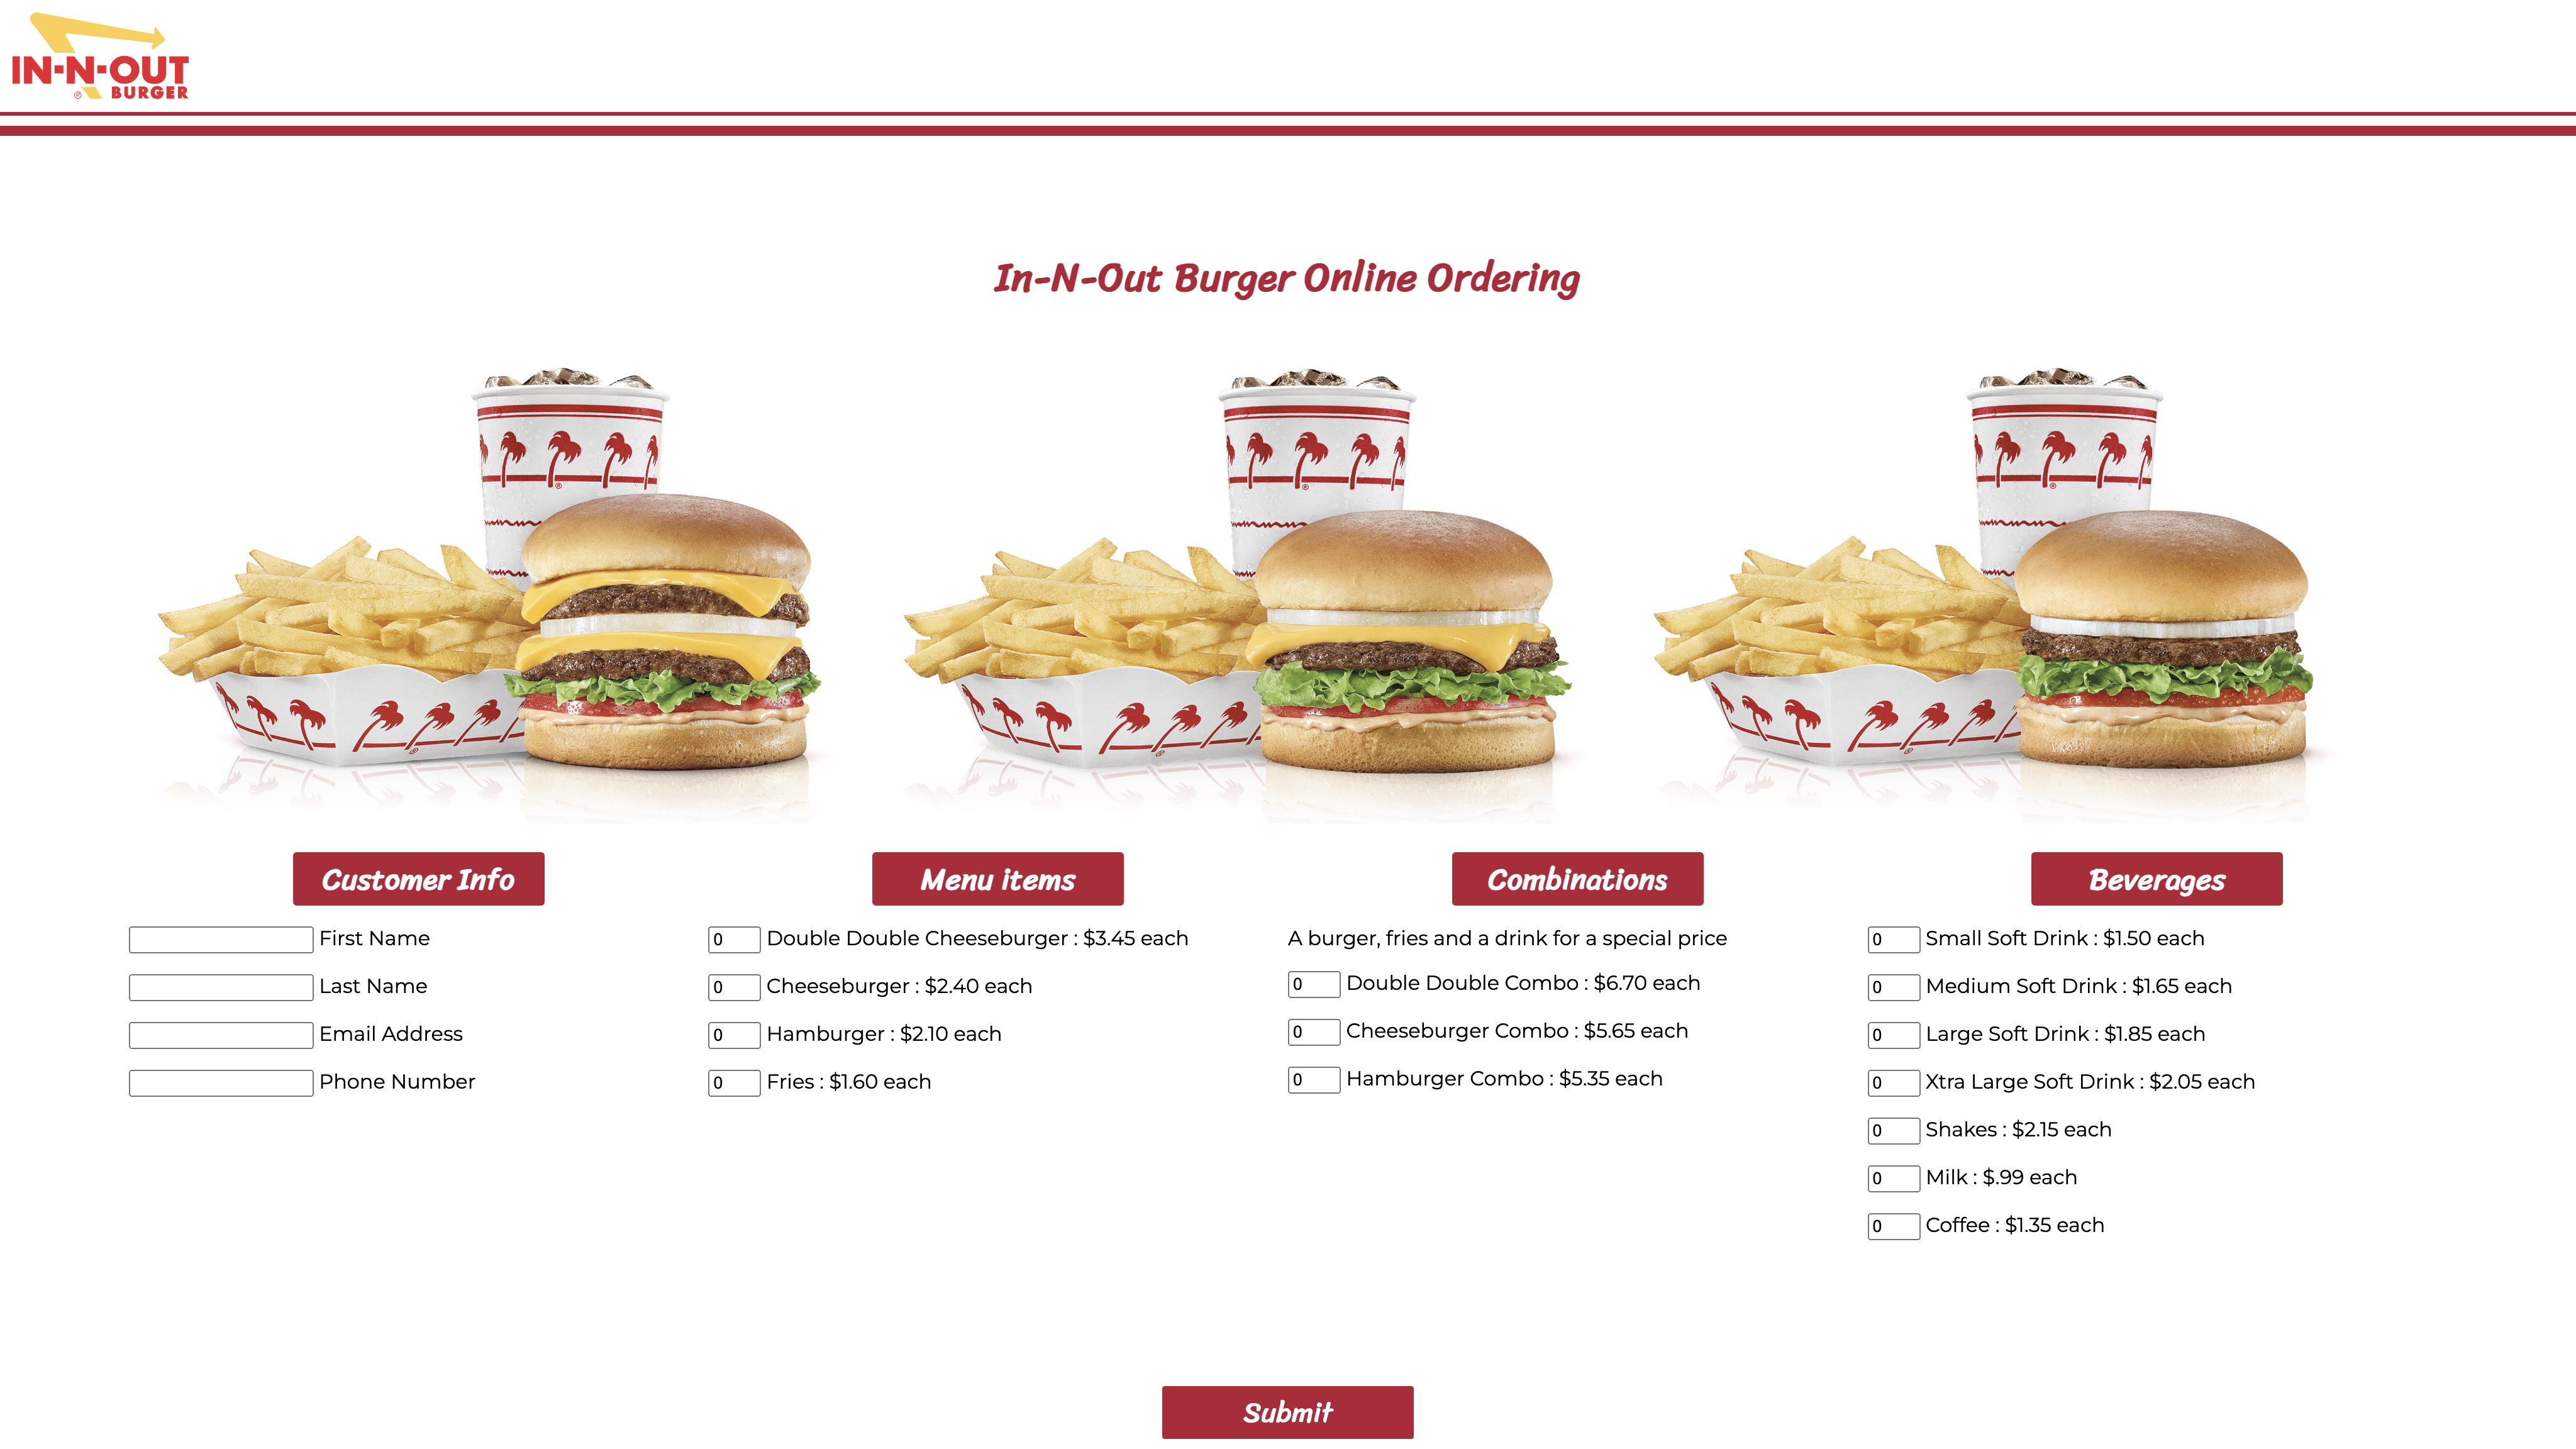 IN-N-OUT
® BURGER
In-N-Out Burger Online Ordering
Customer Info
First Name
Last Name
Email Address
Phone Number
Menu items
0 Double Double Cheeseburger : $3.45 each
0 Cheeseburger : $2.40 each
0 Hamburger : $2.10 each
0 Fries : $1.60 each
Combinations
A burger, fries and a drink for a special price
0 Double Double Combo : $6.70 each
0 Cheeseburger Combo : $5.65 each
0 Hamburger Combo : $5.35 each
Beverages
0 Small Soft Drink : $1.50 each
0 Medium Soft Drink : $1.65 each
0 Large Soft Drink : $1.85 each
0 Xtra Large Soft Drink : $2.05 each
0 Shakes : $2.15 each
0 Milk : $.99 each
0 Coffee : $1.35 each
Submit